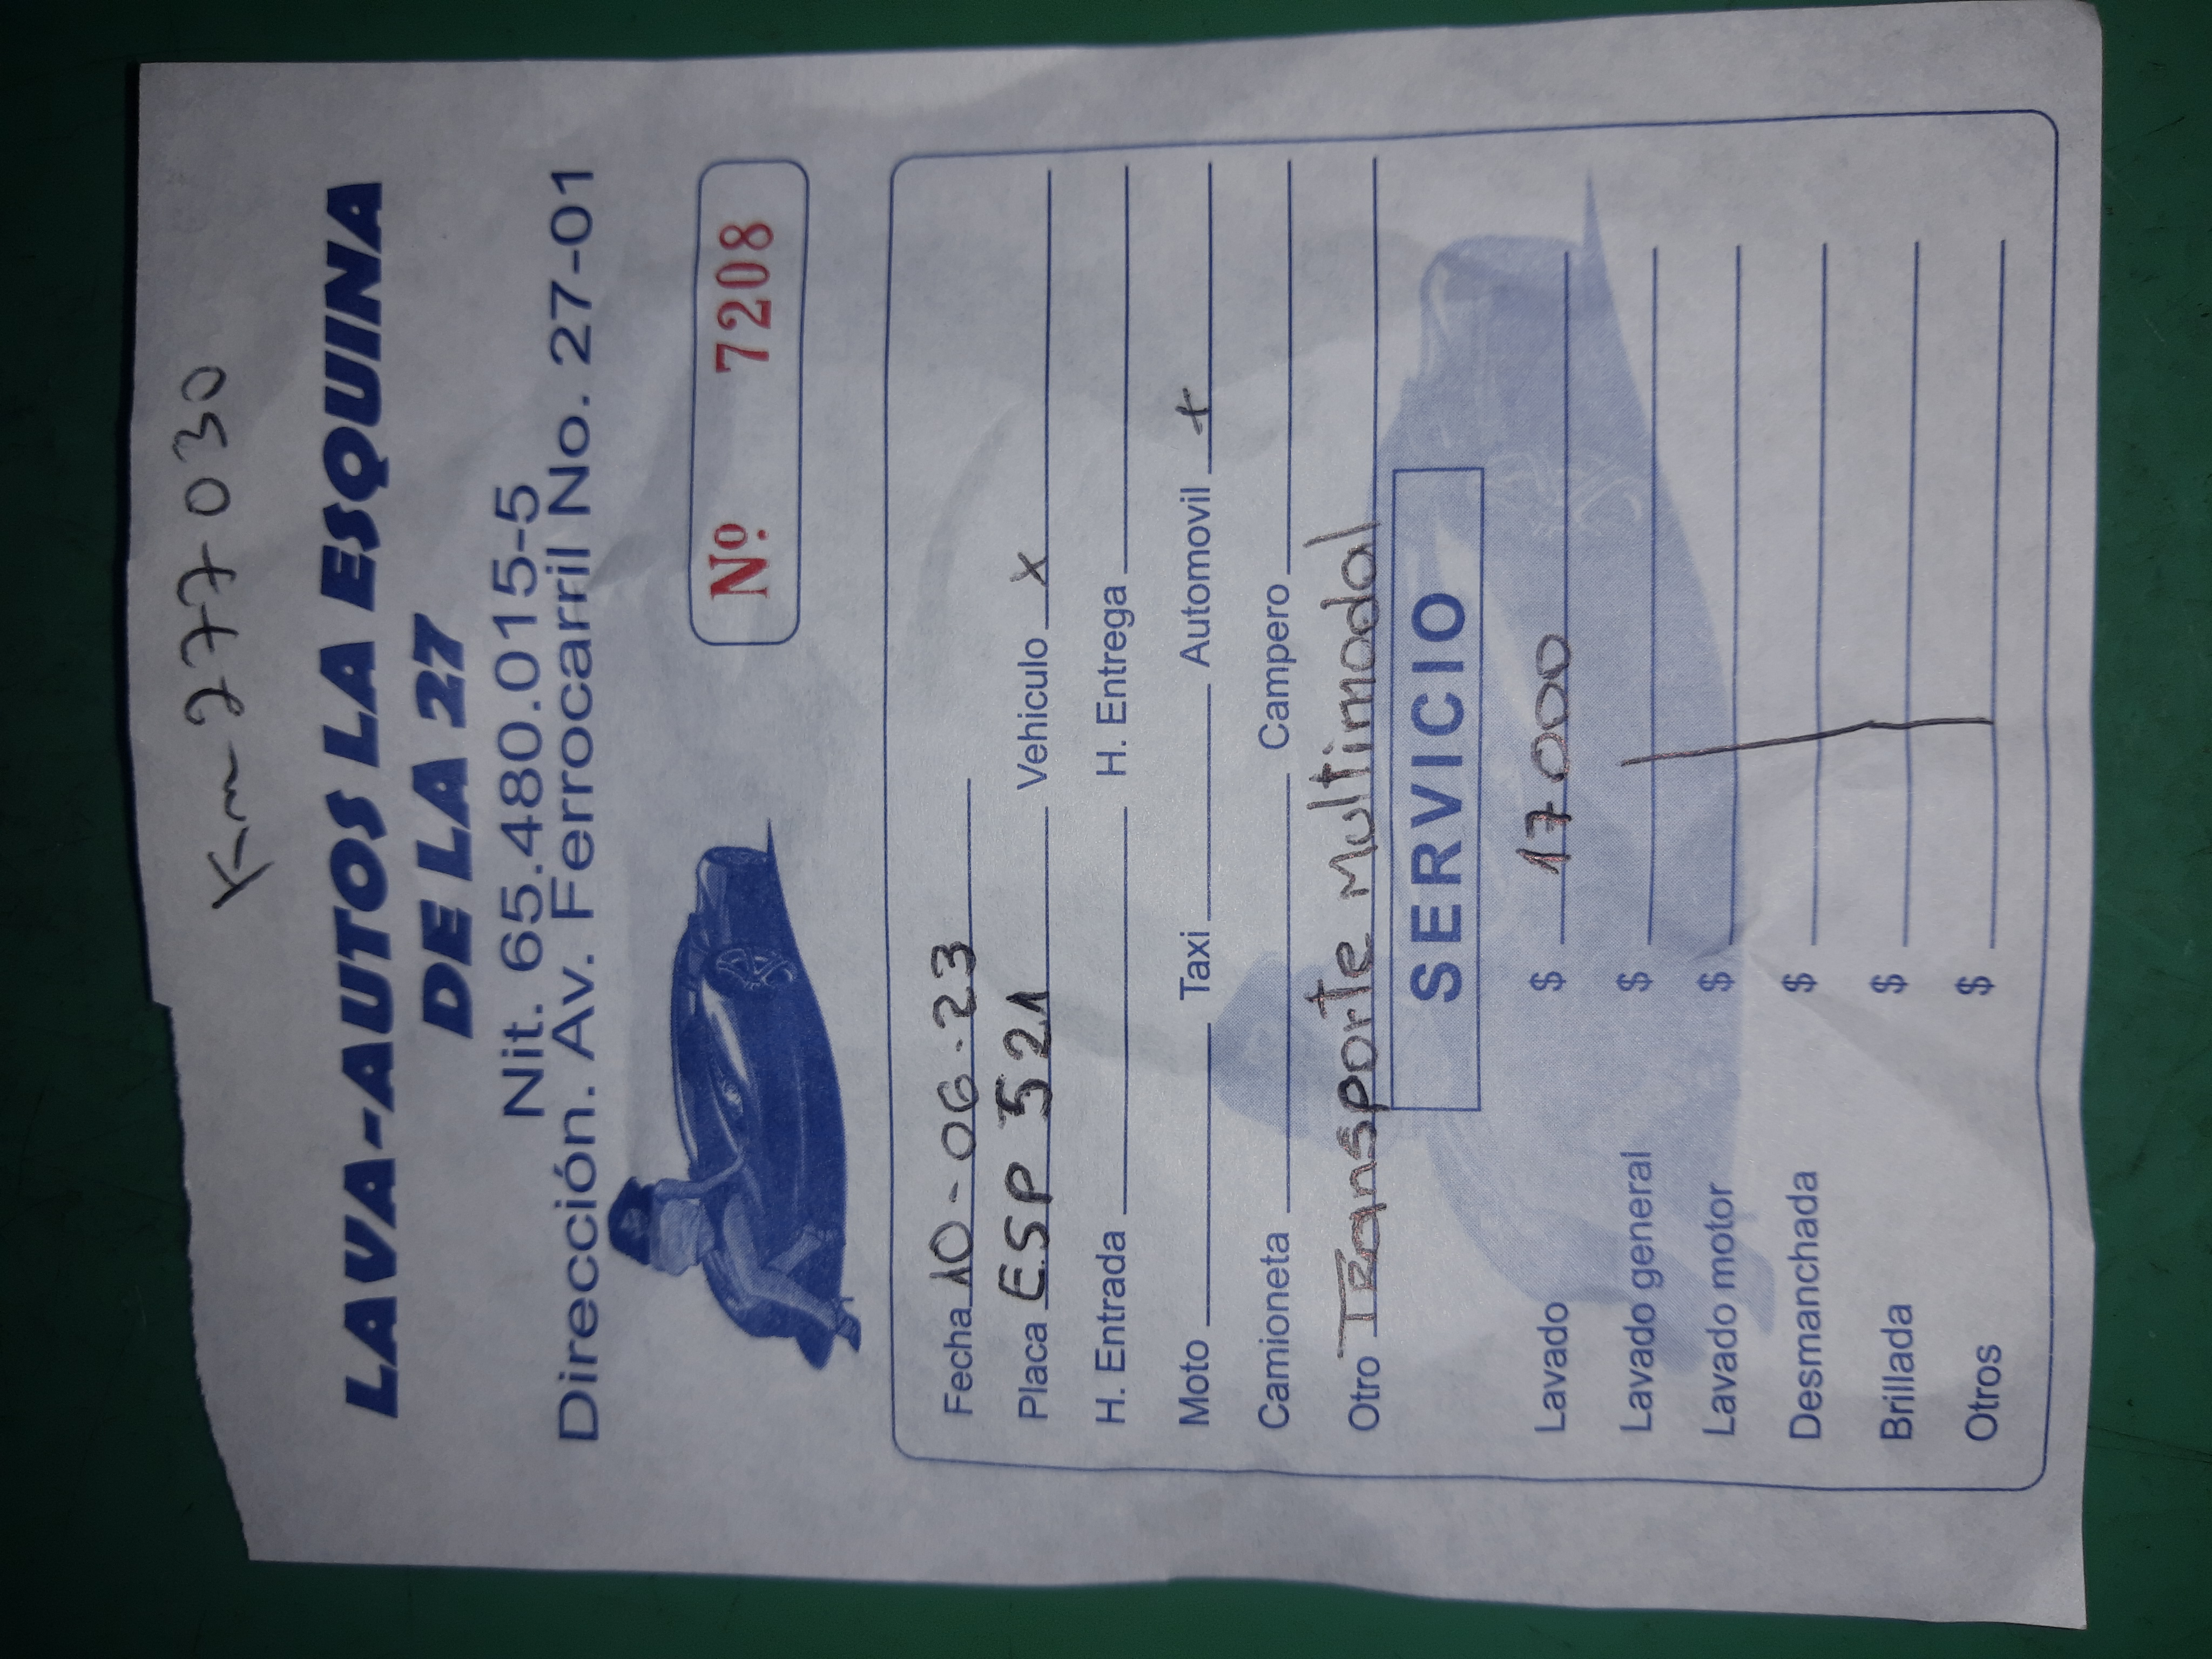 Km 277030
LAVA-AUTOS LA ESQUINA
DE LA 27
Nit. 65.480.015-5
Dirección. Av. Ferrocarril No. 27-01
Nº. 7208
Fecha 10-06-23
Placa ESP 521 Vehiculo X
H. Entrada H. Entrega
Moto Taxi Automovil x
Camioneta Campero
Otro Transporte Multimodal
SERVICIO
Lavado $ 17.000
Lavado general $
Lavado motor $
Desmanchada $
Brillada $
Otros $